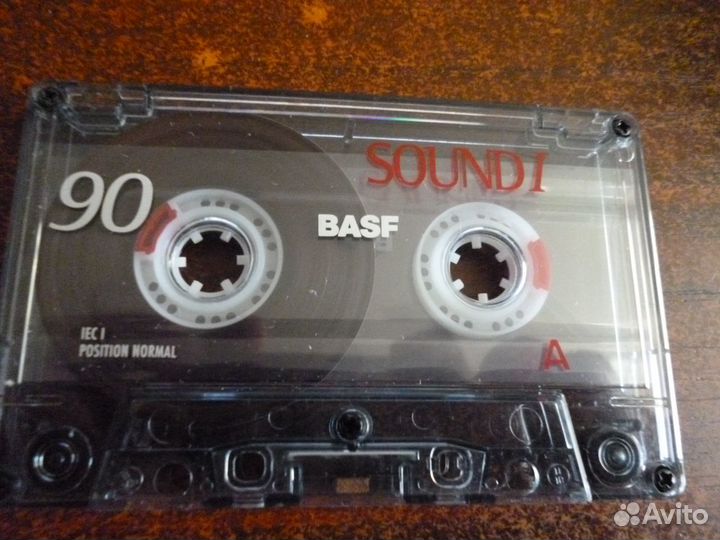 SOUND I
90
BASF
IEC I
POSITION NORMAL
A
Avito